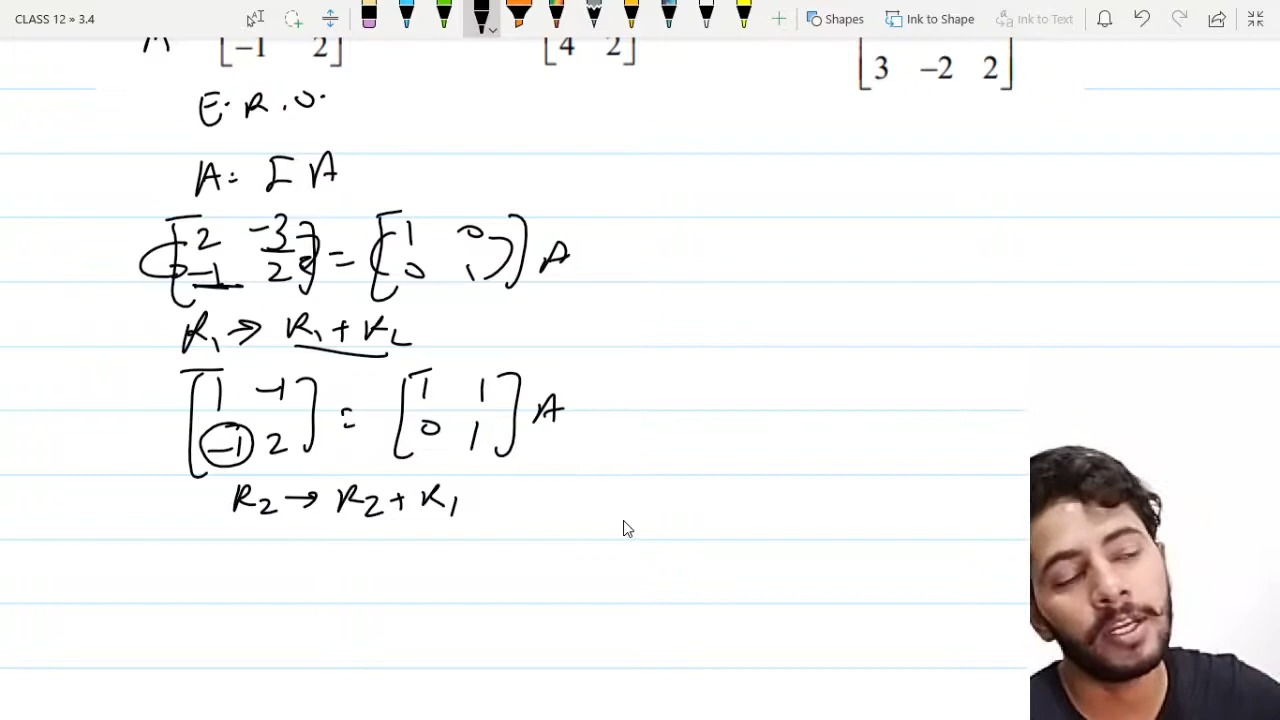 CLASS 12 » 3.4
Shapes Ink to Shape Ink to Text
[-1 2] [4 2]
[3 -2 2]
E.R.O.
A = I A
[2 -3
-1 2] = [1 0
0 1] A
R₁ → R₁ + R₂
[1 -1
-1 2] = [1 1
0 1] A
R₂ → R₂ + R₁